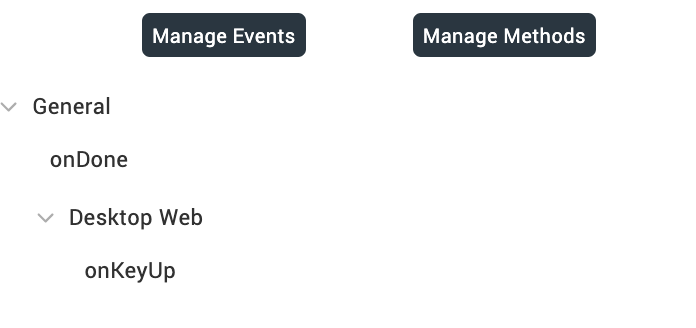 Manage Events
Manage Methods
General
onDone
Desktop Web
onKeyUp